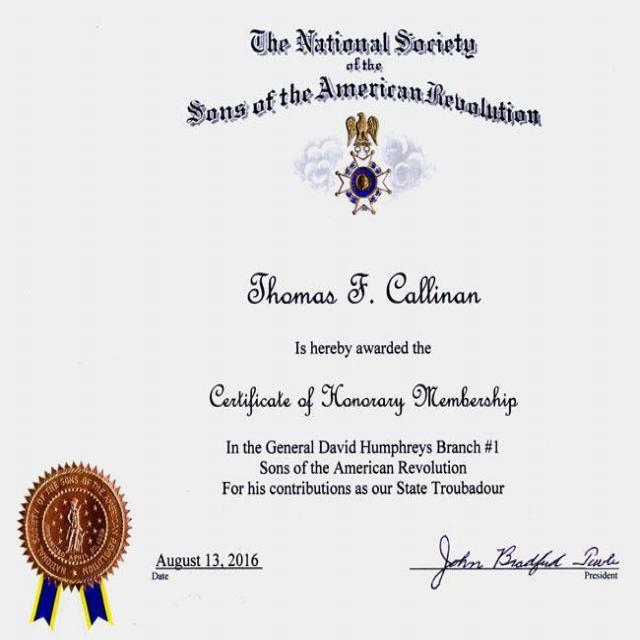 The National Society
of the
Sons of the American Revolution
Thomas F. Callinan
Is hereby awarded the
Certificate of Honorary Membership
In the General David Humphreys Branch #1
Sons of the American Revolution
For his contributions as our State Troubadour
August 13, 2016
Date
John Bradford
President
NATIONAL SOCIETY OF THE SONS OF THE AMERICAN REVOLUTION